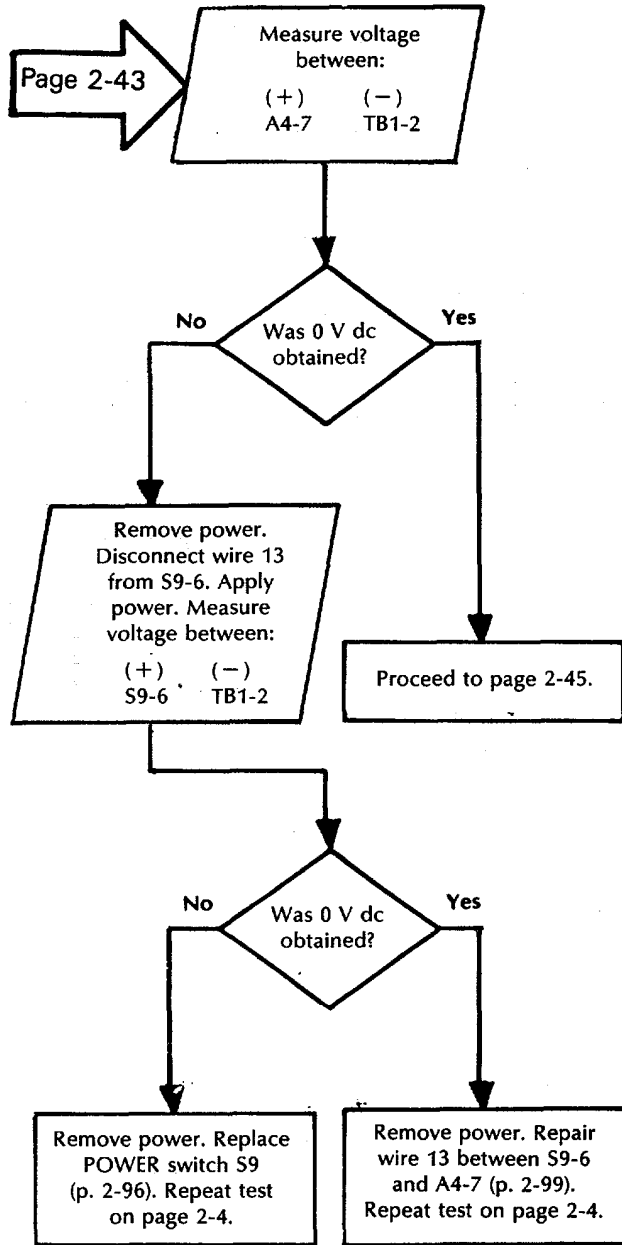 Page 2-43
Measure voltage
between:
(+) (−)
A4-7 TB1-2
No
Was 0 V dc
obtained?
Yes
Remove power.
Disconnect wire 13
from S9-6. Apply
power. Measure
voltage between:
(+) (−)
S9-6 TB1-2
Proceed to page 2-45.
No
Was 0 V dc
obtained?
Yes
Remove power. Replace
POWER switch S9
(p. 2-96). Repeat test
on page 2-4.
Remove power. Repair
wire 13 between S9-6
and A4-7 (p. 2-99).
Repeat test on page 2-4.